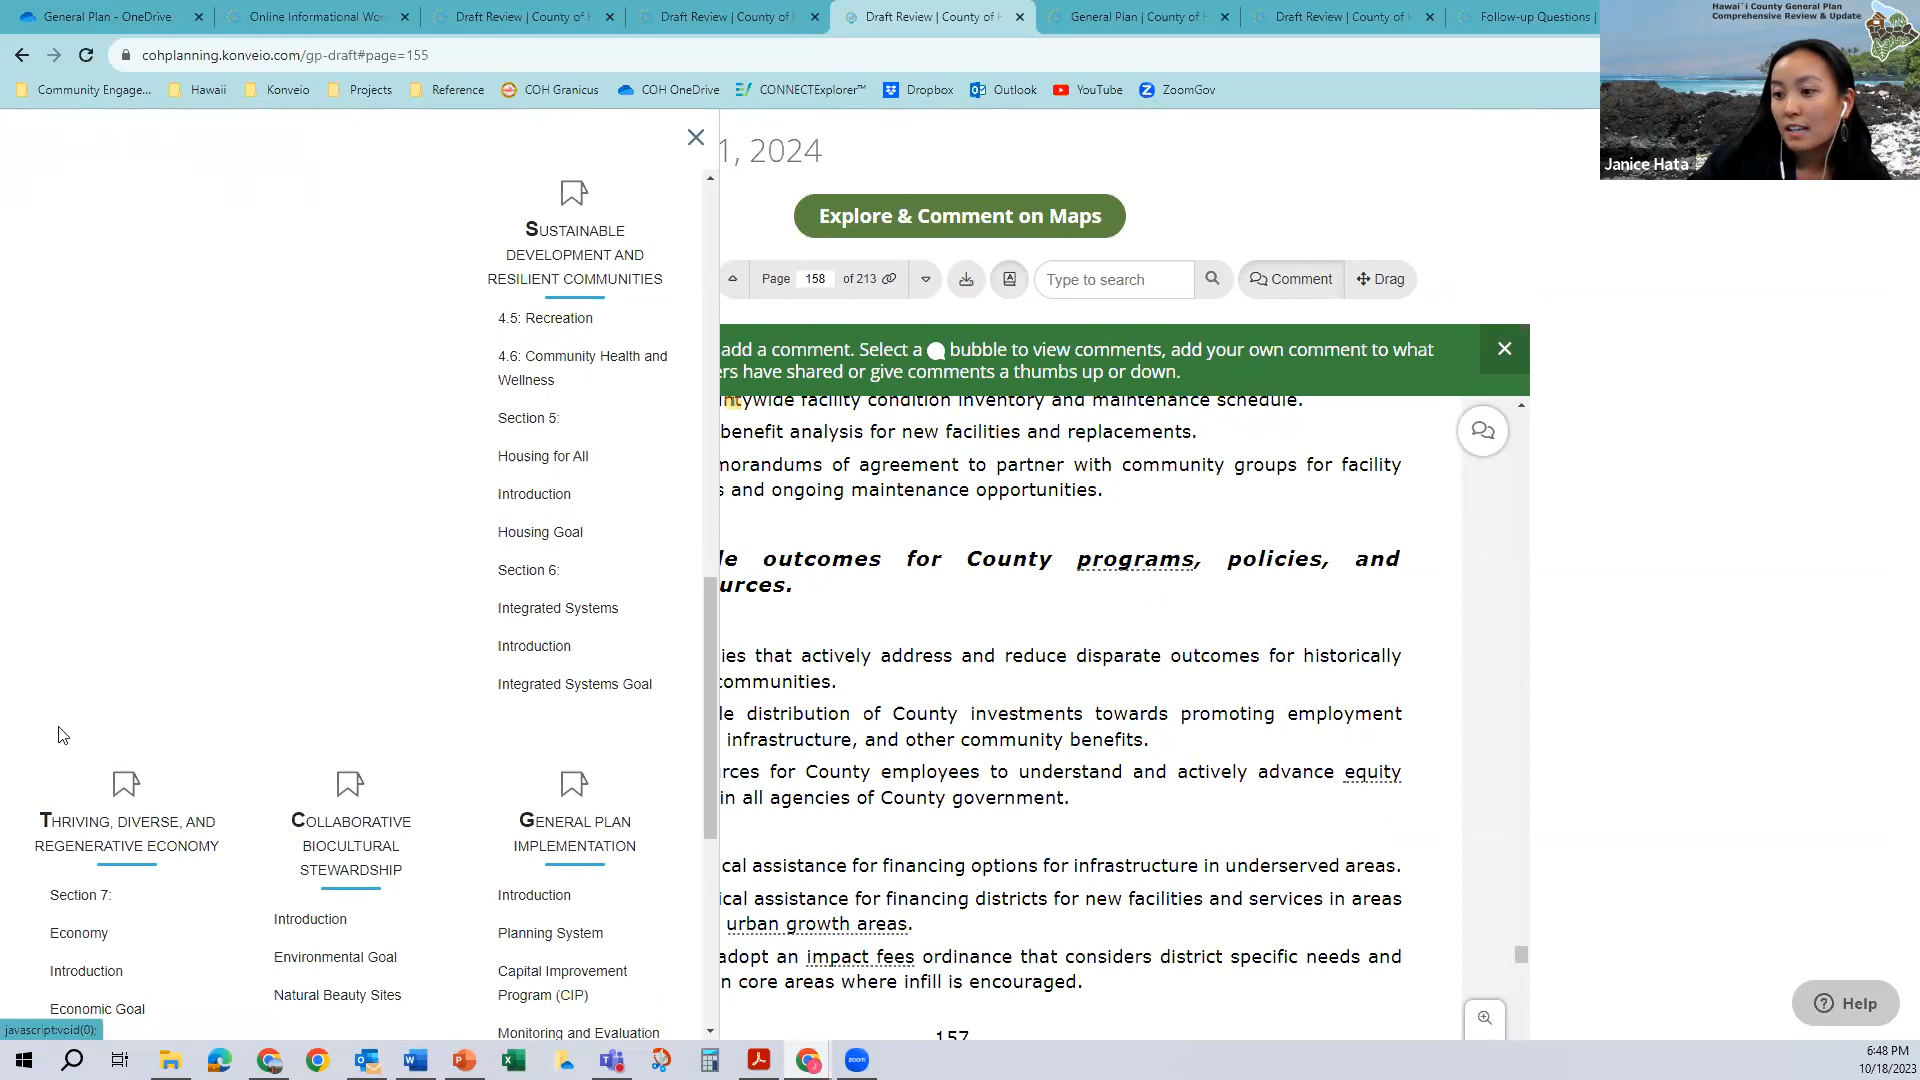 General Plan - OneDrive
Online Informational Wor
Draft Review | County of H
Draft Review | County of H
Draft Review | County of H
General Plan | County of H
Draft Review | County of H
Follow-up Questions |
Hawai´i County General Plan
Comprehensive Review & Update
cohplanning.konveio.com/gp-draft#page=155
Community Engage...
Hawaii
Konveio
Projects
Reference
COH Granicus
COH OneDrive
CONNECTExplorer™
Dropbox
Outlook
YouTube
ZoomGov
Janice Hata
1, 2024
Explore & Comment on Maps
Page 158 of 213
Type to search
Comment
Drag
add a comment. Select a bubble to view comments, add your own comment to what
ers have shared or give comments a thumbs up or down.
SUSTAINABLE
DEVELOPMENT AND
RESILIENT COMMUNITIES
4.5: Recreation
4.6: Community Health and
Wellness
Section 5:
Housing for All
Introduction
Housing Goal
Section 6:
Integrated Systems
Introduction
Integrated Systems Goal
THRIVING, DIVERSE, AND
REGENERATIVE ECONOMY
Section 7:
Economy
Introduction
Economic Goal
COLLABORATIVE
BIOCULTURAL
STEWARDSHIP
Introduction
Environmental Goal
Natural Beauty Sites
GENERAL PLAN
IMPLEMENTATION
Introduction
Planning System
Capital Improvement
Program (CIP)
Monitoring and Evaluation
ntywide facility condition inventory and maintenance schedule.
benefit analysis for new facilities and replacements.
morandums of agreement to partner with community groups for facility
s and ongoing maintenance opportunities.
le outcomes for County programs, policies, and
urces.
ies that actively address and reduce disparate outcomes for historically
communities.
le distribution of County investments towards promoting employment
infrastructure, and other community benefits.
rces for County employees to understand and actively advance equity
in all agencies of County government.
cal assistance for financing options for infrastructure in underserved areas.
ical assistance for financing districts for new facilities and services in areas
urban growth areas.
adopt an impact fees ordinance that considers district specific needs and
n core areas where infill is encouraged.
157
Help
javascript:void(0);
zoom
6:48 PM
10/18/2023